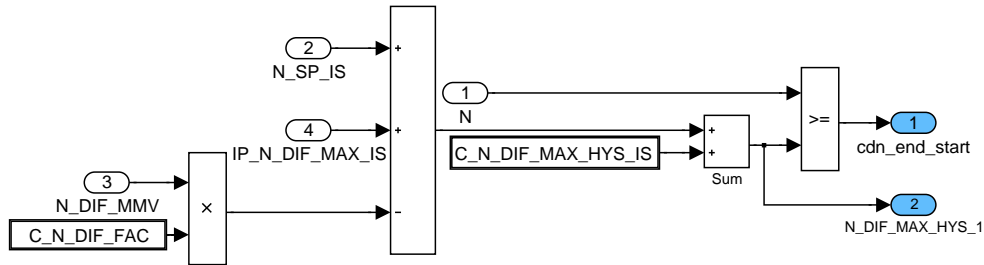 2
N_SP_IS
+
4
IP_N_DIF_MAX_IS
+
3
N_DIF_MMV
C_N_DIF_FAC
×
−
1
N
C_N_DIF_MAX_HYS_IS
+
+
Sum
>=
1
cdn_end_start
2
N_DIF_MAX_HYS_1